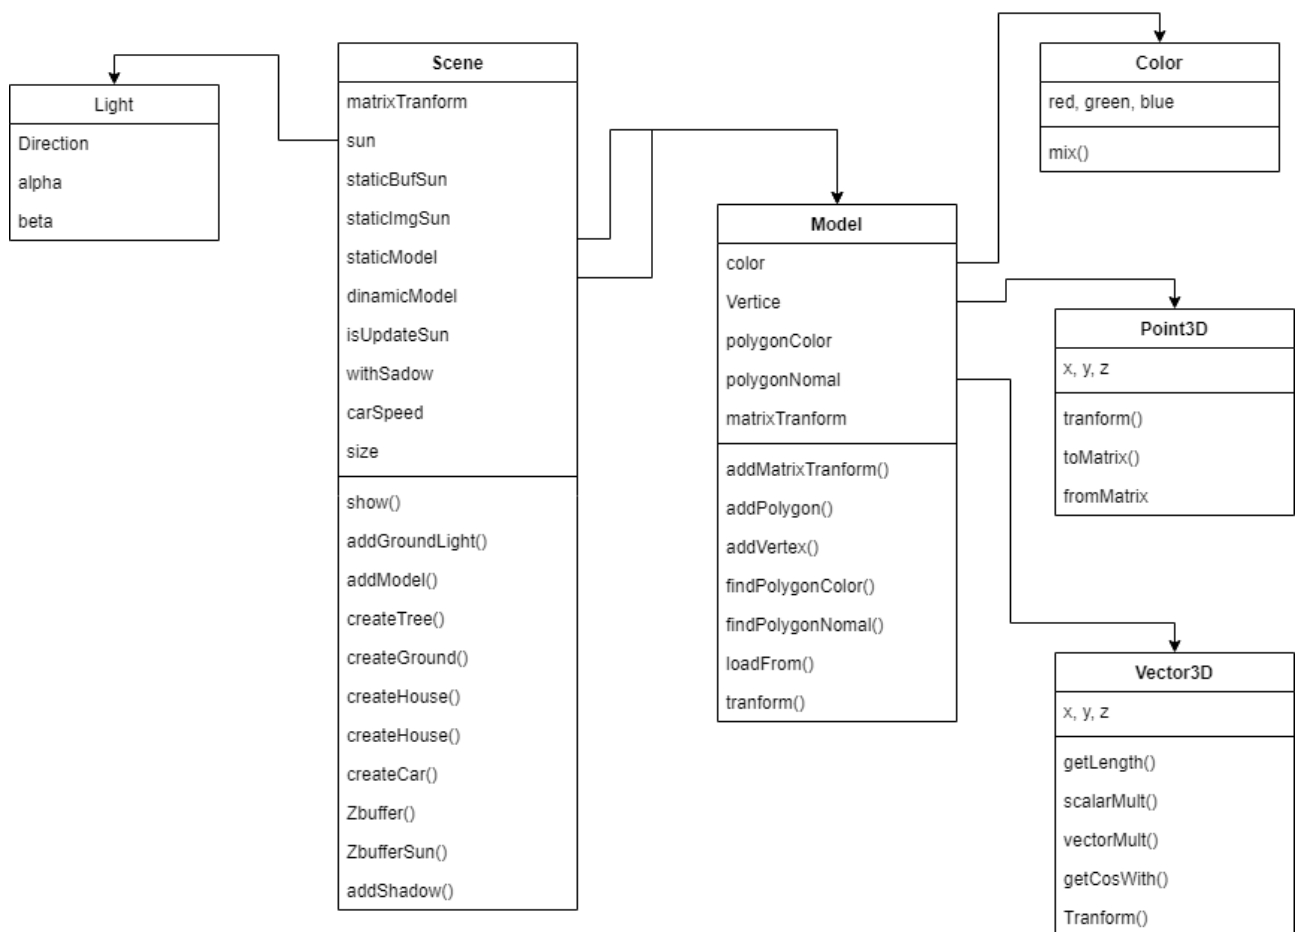 Light
Direction
alpha
beta
Scene
matrixTranform
sun
staticBufSun
staticImgSun
staticModel
dinamicModel
isUpdateSun
withSadow
carSpeed
size
show()
addGroundLight()
addModel()
createTree()
createGround()
createHouse()
createHouse()
createCar()
Zbuffer()
ZbufferSun()
addShadow()
Model
color
Vertice
polygonColor
polygonNomal
matrixTranform
addMatrixTranform()
addPolygon()
addVertex()
findPolygonColor()
findPolygonNomal()
loadFrom()
tranform()
Color
red, green, blue
mix()
Point3D
x, y, z
tranform()
toMatrix()
fromMatrix
Vector3D
x, y, z
getLength()
scalarMult()
vectorMult()
getCosWith()
Tranform()